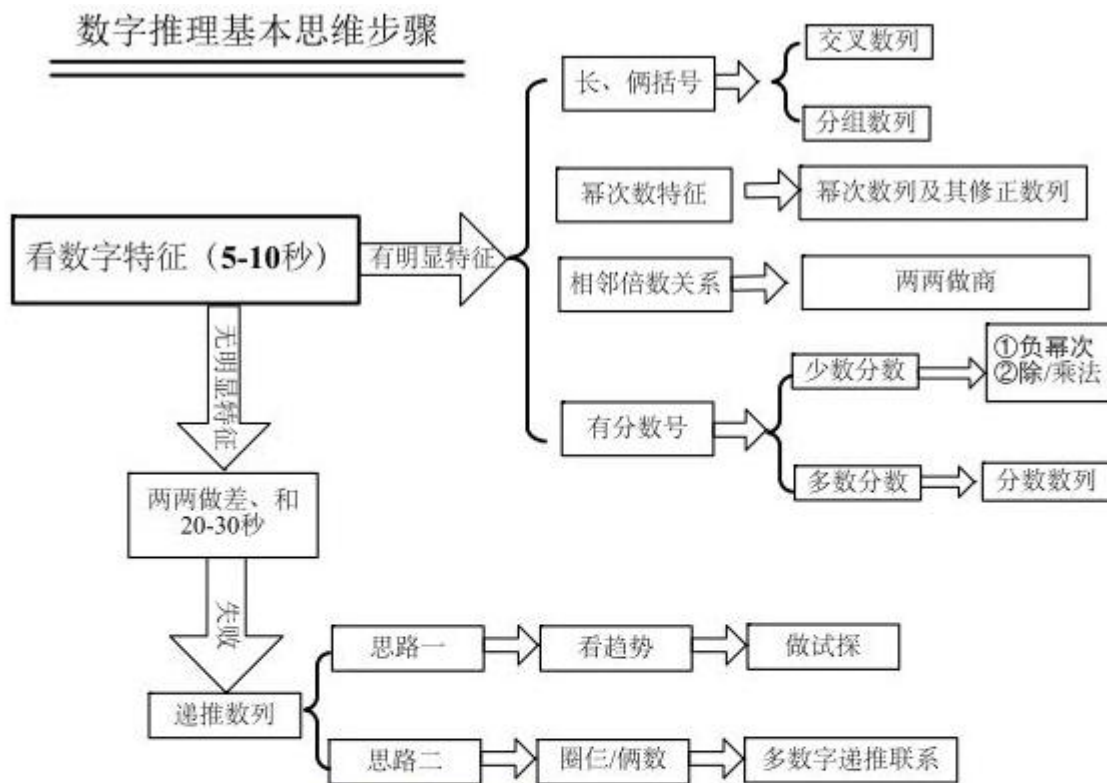 数字推理基本思维步骤
长、俩括号
交叉数列
分组数列
幂次数特征
幂次数列及其修正数列
看数字特征（5-10秒）
有明显特征
相邻倍数关系
两两做商
有分数号
少数分数
①负幂次
②除/乘法
多数分数
分数数列
无明显特征
两两做差、和
20-30秒
失败
递推数列
思路一
看趋势
做试探
思路二
圈仨/俩数
多数字递推联系